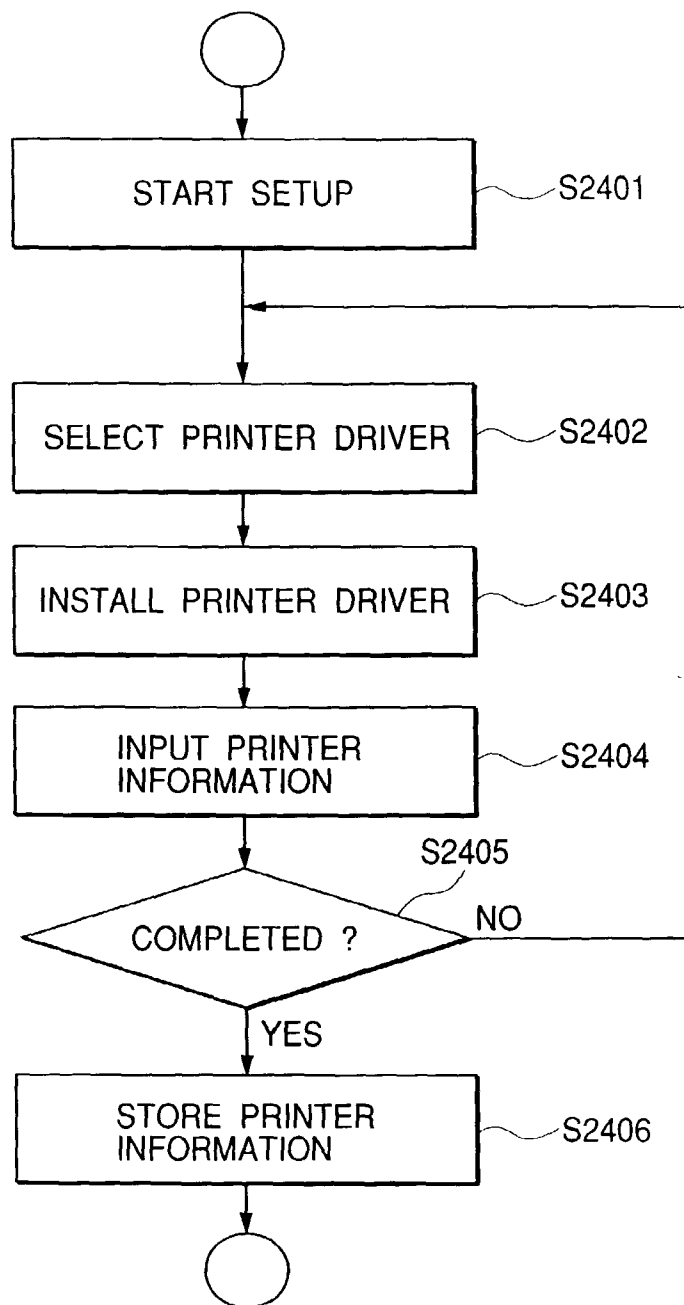 START SETUP
S2401
SELECT PRINTER DRIVER
S2402
INSTALL PRINTER DRIVER
S2403
INPUT PRINTER
INFORMATION
S2404
S2405
COMPLETED ?
NO
YES
STORE PRINTER
INFORMATION
S2406